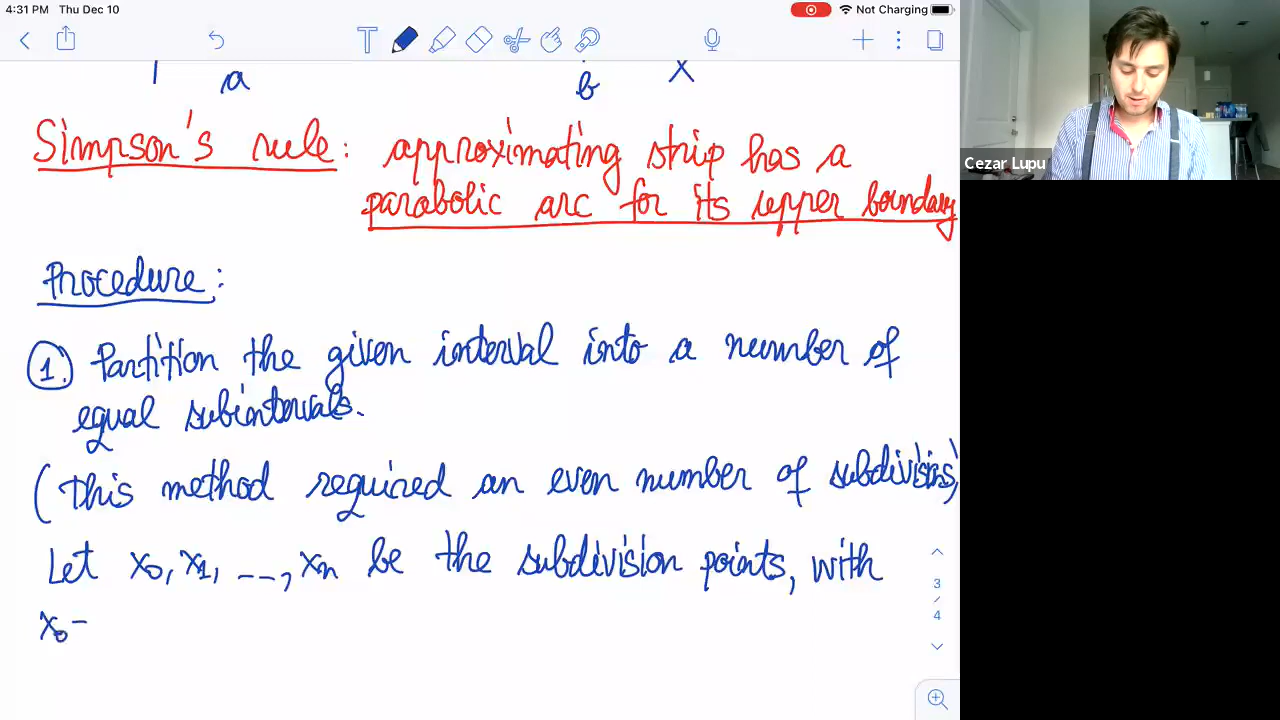 4:31 PM Thu Dec 10
Not Charging
a
b
x
Simpson's rule: approximating strip has a
parabolic arc for its upper boundary
Procedure:
1. Partition the given interval into a number of
equal subintervals.
(This method required an even number of subdivisions)
Let x0, x1, ---, xn be the subdivision points, with
x0-
Cezar Lupu
3
/
4